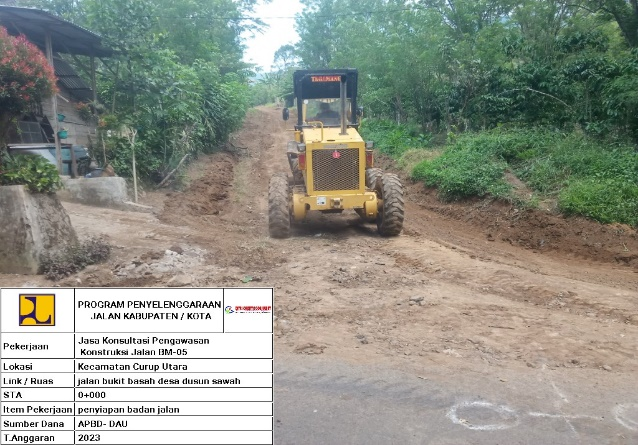 PROGRAM PENYELENGGARAAN
JALAN KABUPATEN / KOTA
Pekerjaan
Jasa Konsultasi Pengawasan
Konstruksi Jalan BM-05
Lokasi
Kecamatan Curup Utara
Link / Ruas
jalan bukit basah desa dusun sawah
STA
0+000
Item Pekerjaan
penyiapan badan jalan
Sumber Dana
APBD- DAU
T.Anggaran
2023